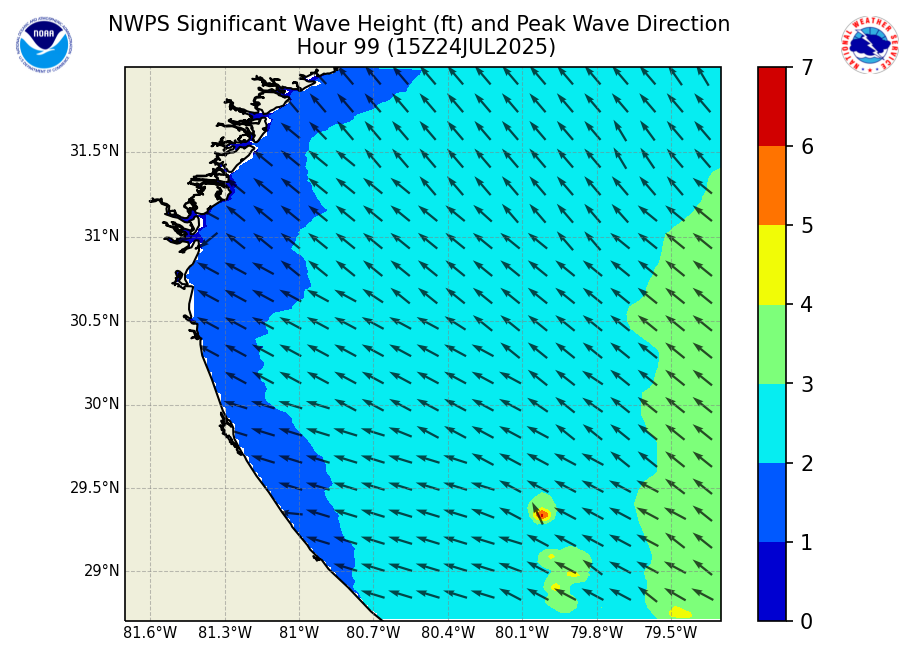 NWPS Significant Wave Height (ft) and Peak Wave Direction
Hour 99 (15Z24JUL2025)
NOAA
NATIONAL WEATHER SERVICE
31.5°N
31°N
30.5°N
30°N
29.5°N
29°N
81.6°W 81.3°W 81°W 80.7°W 80.4°W 80.1°W 79.8°W 79.5°W
7
6
5
4
3
2
1
0